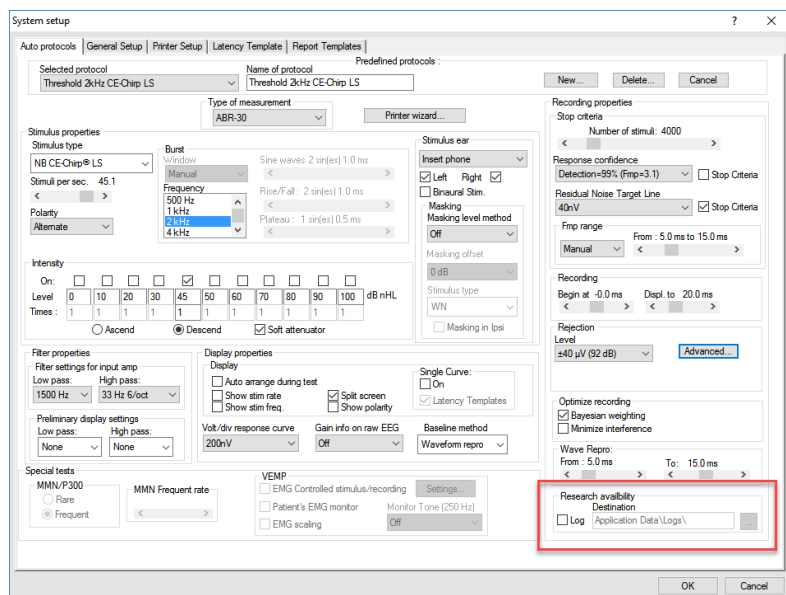 System setup
Auto protocols General Setup Printer Setup Latency Template Report Templates
Predefined protocols :
Selected protocol
Threshold 2kHz CE-Chirp LS
Name of protocol
Threshold 2kHz CE-Chirp LS
New... Delete... Cancel
Type of measurement
ABR-30
Printer wizard...
Stimulus properties
Stimulus type
NB CE-Chirp® LS
Stimuli per sec. 45.1
Polarity
Alternate
Burst
Window
Manual
Frequency
500 Hz
1 kHz
2 kHz
4 kHz
Sine waves 2 sin(es) 1.0 ms
Rise/Fall : 2 sin(es) 1.0 ms
Plateau : 1 sin(es) 0.5 ms
Stimulus ear
Insert phone
Left Right
Binaural Stim.
Masking
Masking level method
Off
Masking offset
0 dB
Stimulus type
WN
Masking in Ipsi
Intensity
On:
Level 0 10 20 30 45 50 60 70 80 90 100 dB nHL
Times : 1 1 1 1 1 1 1 1 1 1 1
Ascend Descend Soft attenuator
Filter properties
Filter settings for input amp
Low pass: High pass:
1500 Hz 33 Hz 6/oct
Preliminary display settings
Low pass: High pass:
None None
Display properties
Display
Auto arrange during test
Show stim rate Split screen
Show stim freq. Show polarity
Single Curve:
On
Latency Templates
Volt/div response curve Gain info on raw EEG Baseline method
200nV Off Waveform repro
Special tests
MMN/P300
Rare
Frequent
MMN Frequent rate
VEMP
EMG Controlled stimulus/recording Settings...
Patient's EMG monitor Monitor Tone (250 Hz)
EMG scaling Off
Recording properties
Stop criteria
Number of stimuli: 4000
Response confidence
Detection=99% (Fmp=3.1) Stop Criteria
Residual Noise Target Line
40nV Stop Criteria
Fmp range
From : 5.0 ms to 15.0 ms
Manual
Recording
Begin at -0.0 ms Displ. to 20.0 ms
Rejection
Level
±40 µV (92 dB) Advanced...
Optimize recording
Bayesian weighting
Minimize interference
Wave Repro:
From : 5.0 ms To: 15.0 ms
Research availbility
Destination
Log Application Data\Logs\ ...
OK Cancel